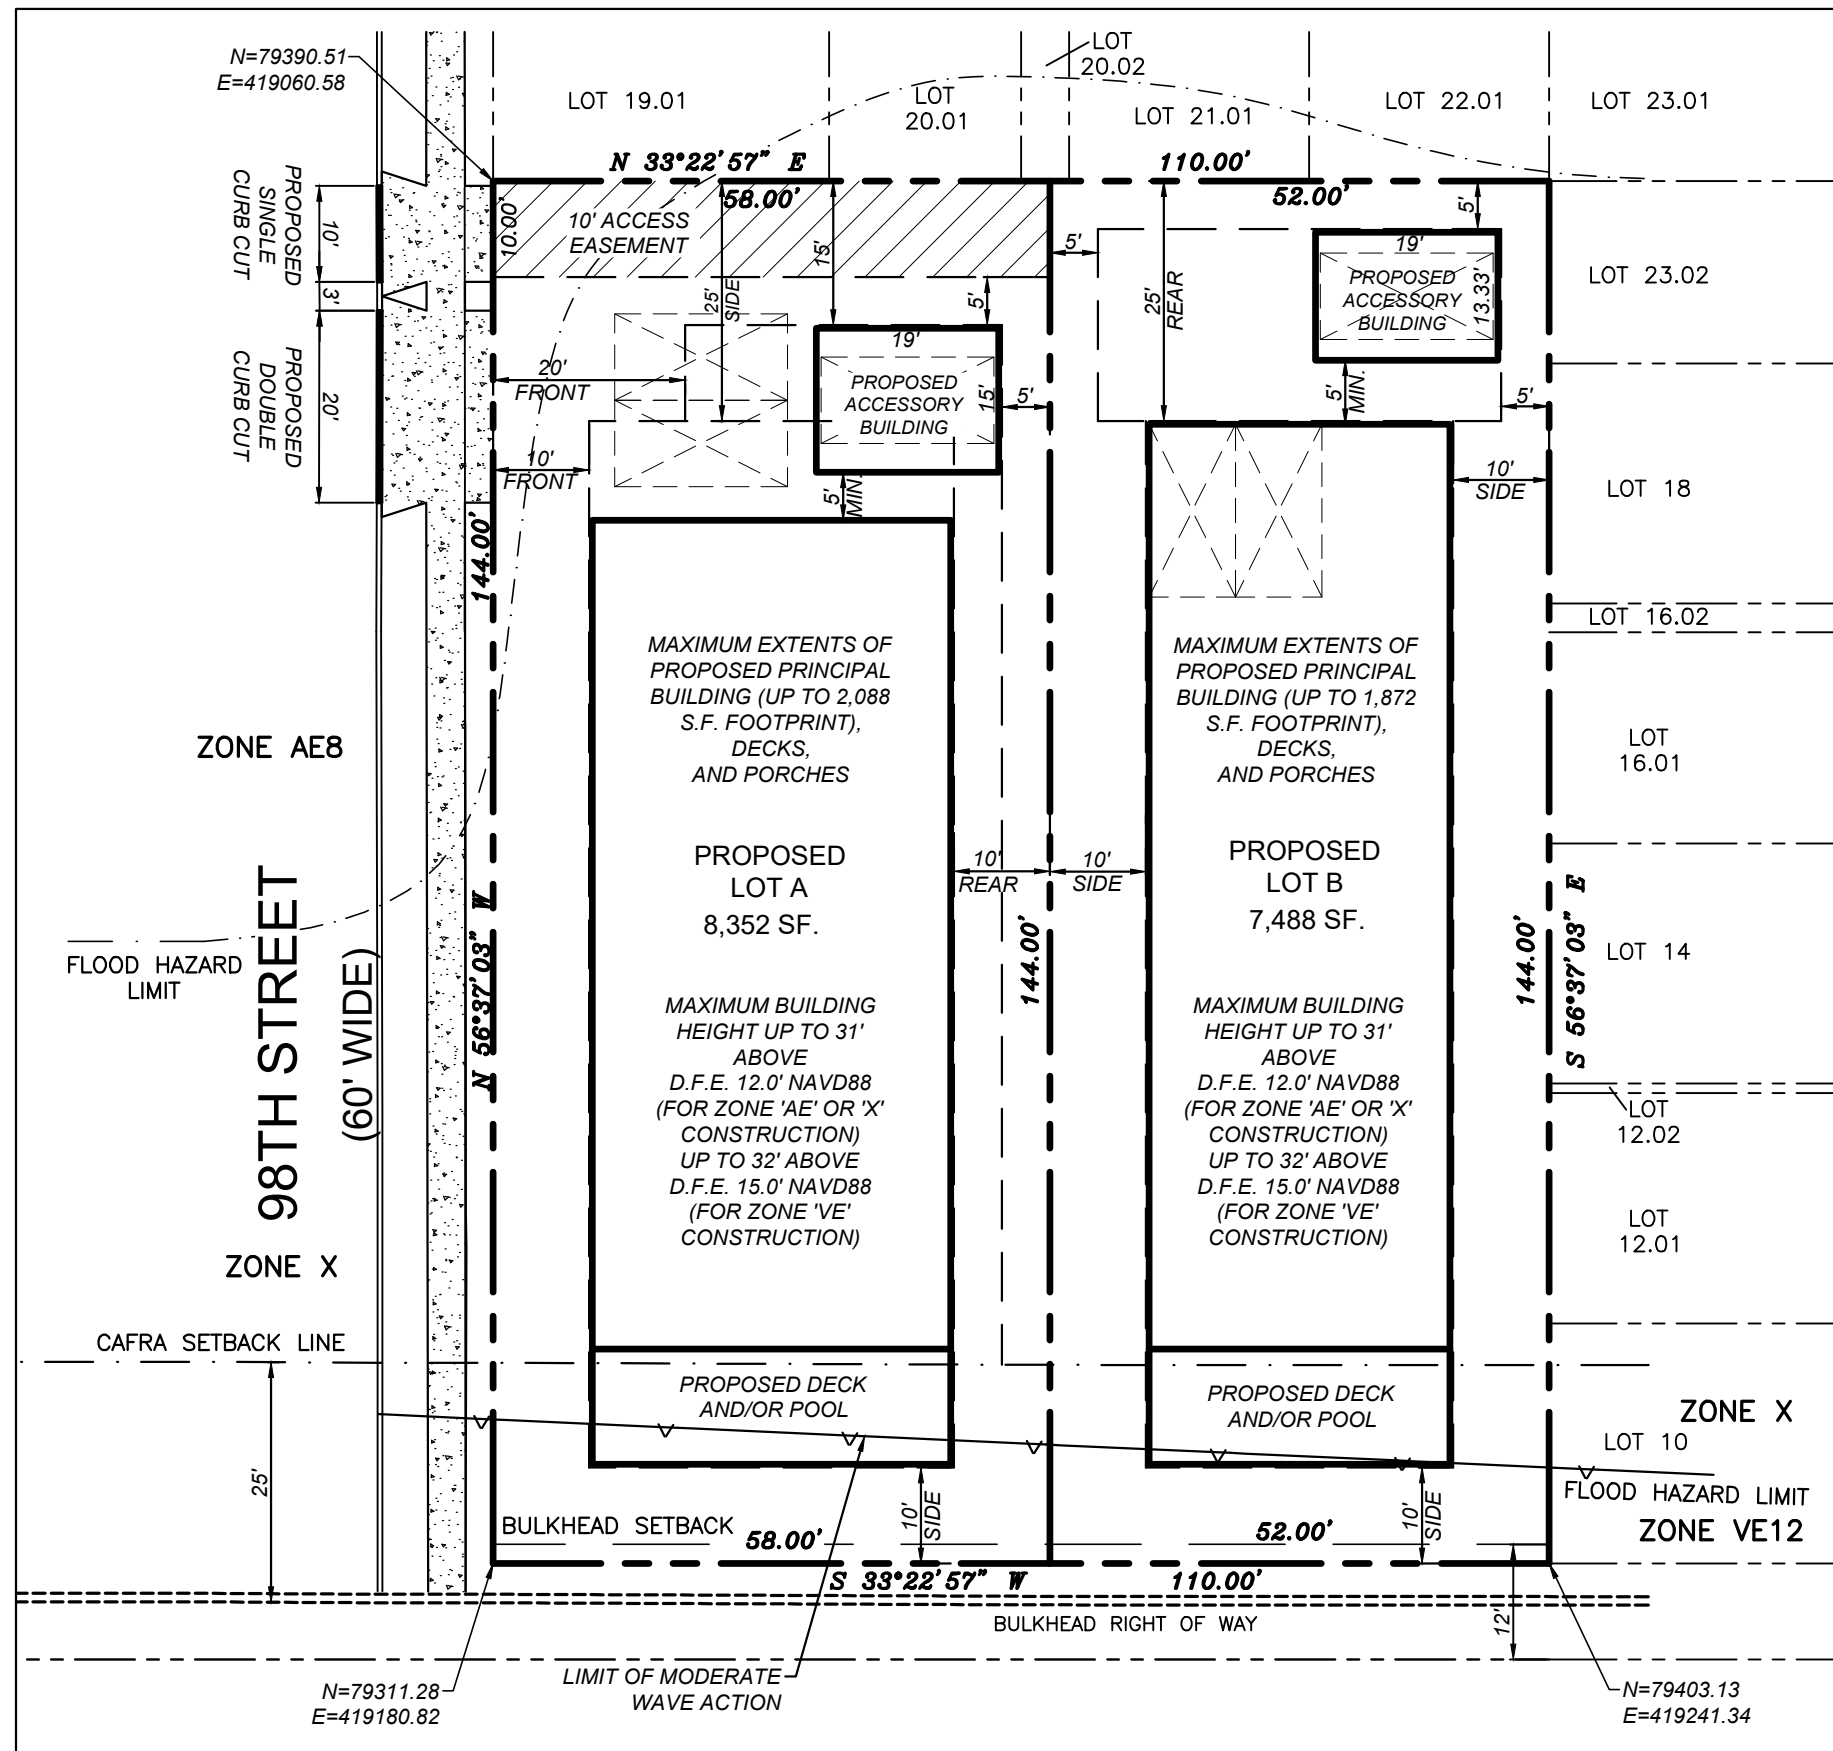 N=79390.51
E=419060.58
LOT 19.01
LOT
20.01
LOT
20.02
LOT 21.01
LOT 22.01
LOT 23.01
N 33°22'57" E
110.00'
58.00'
52.00'
PROPOSED
SINGLE
CURB CUT
10'
3'
PROPOSED
DOUBLE
CURB CUT
20'
10.00'
10' ACCESS
EASEMENT
25'
SIDE
15'
5'
5'
25'
REAR
5'
19'
PROPOSED
ACCESSORY
BUILDING
13.33'
LOT 23.02
20'
FRONT
19'
PROPOSED
ACCESSORY
BUILDING
15'
5'
5'
MIN.
5'
10'
FRONT
5'
MIN.
10'
SIDE
LOT 18
144.00'
LOT 16.02
MAXIMUM EXTENTS OF
PROPOSED PRINCIPAL
BUILDING (UP TO 2,088
S.F. FOOTPRINT),
DECKS,
AND PORCHES
MAXIMUM EXTENTS OF
PROPOSED PRINCIPAL
BUILDING (UP TO 1,872
S.F. FOOTPRINT),
DECKS,
AND PORCHES
ZONE AE8
LOT
16.01
PROPOSED
LOT A
8,352 SF.
10'
REAR
10'
SIDE
PROPOSED
LOT B
7,488 SF.
98TH STREET
(60' WIDE)
FLOOD HAZARD
LIMIT
N 56°37'03" W
144.00'
144.00'
S 56°37'03" E
LOT 14
MAXIMUM BUILDING
HEIGHT UP TO 31'
ABOVE
D.F.E. 12.0' NAVD88
(FOR ZONE 'AE' OR 'X'
CONSTRUCTION)
UP TO 32' ABOVE
D.F.E. 15.0' NAVD88
(FOR ZONE 'VE'
CONSTRUCTION)
MAXIMUM BUILDING
HEIGHT UP TO 31'
ABOVE
D.F.E. 12.0' NAVD88
(FOR ZONE 'AE' OR 'X'
CONSTRUCTION)
UP TO 32' ABOVE
D.F.E. 15.0' NAVD88
(FOR ZONE 'VE'
CONSTRUCTION)
LOT
12.02
LOT
12.01
ZONE X
CAFRA SETBACK LINE
25'
PROPOSED DECK
AND/OR POOL
PROPOSED DECK
AND/OR POOL
ZONE X
LOT 10
FLOOD HAZARD LIMIT
ZONE VE12
BULKHEAD SETBACK
58.00'
10'
SIDE
52.00'
10'
SIDE
S 33°22'57" W
110.00'
BULKHEAD RIGHT OF WAY
12'
LIMIT OF MODERATE
WAVE ACTION
N=79311.28
E=419180.82
N=79403.13
E=419241.34